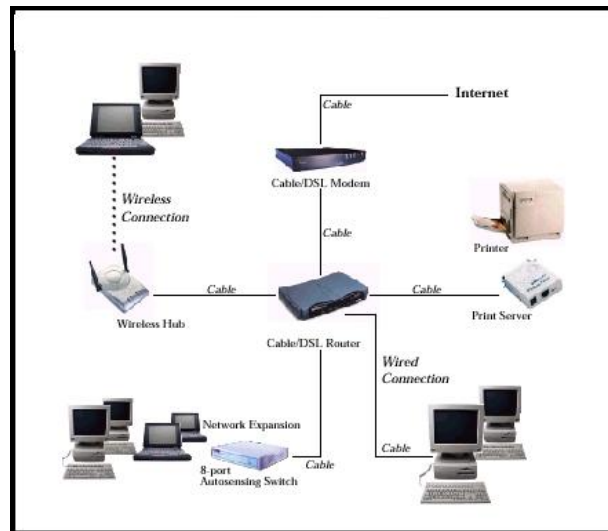 Internet
Cable
Cable/DSL Modem
Wireless
Connection
Cable
Printer
Cable
Cable
Wireless Hub
Print Server
Cable/DSL Router
Wired
Connection
Network Expansion
8-port
Autosensing Switch
Cable
Cable